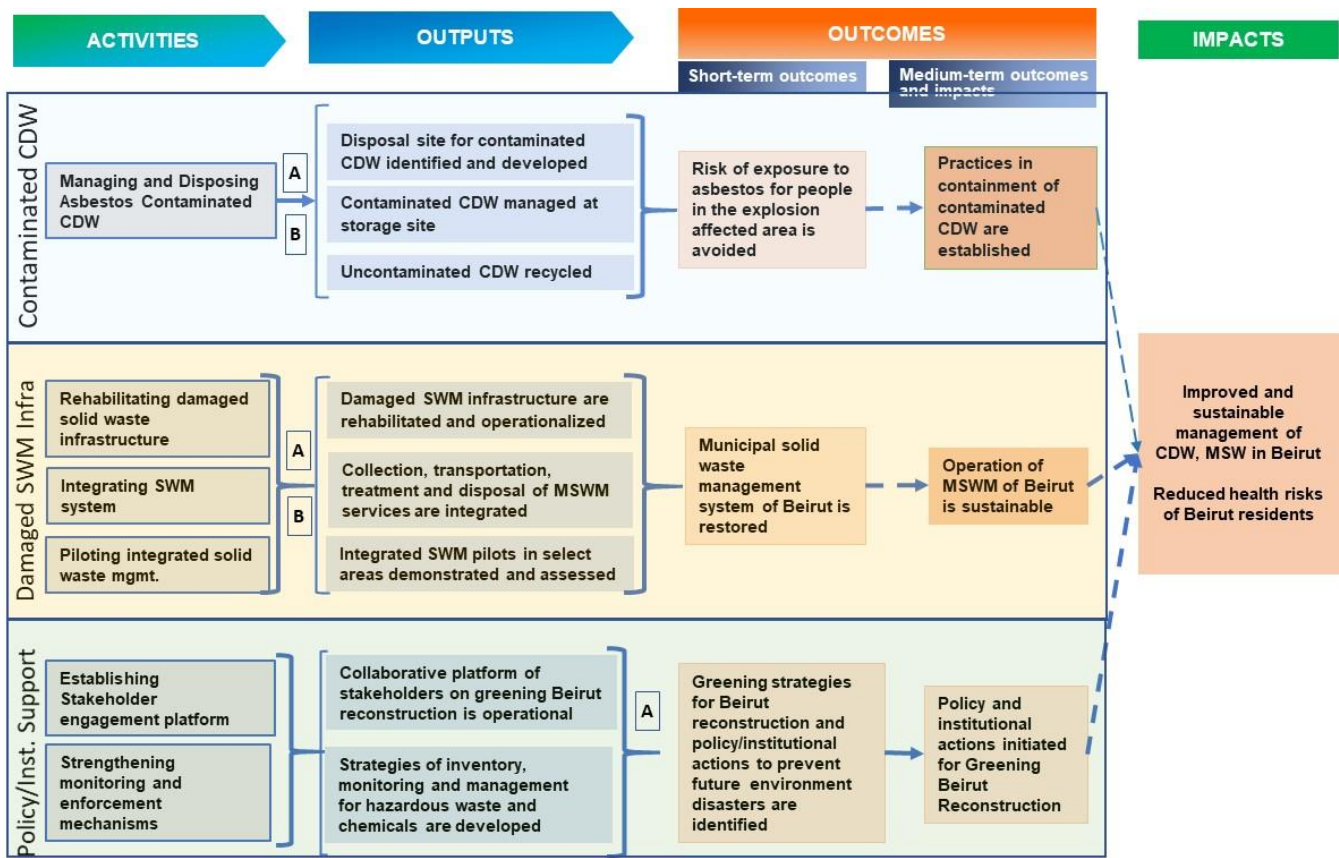 ACTIVITIES
OUTPUTS
OUTCOMES
IMPACTS
Short-term outcomes
Medium-term outcomes
and impacts
Contaminated CDW
Managing and Disposing
Asbestos Contaminated
CDW
A
B
Disposal site for contaminated
CDW identified and developed
Contaminated CDW managed at
storage site
Uncontaminated CDW recycled
Risk of exposure to
asbestos for people
in the explosion
affected area is
avoided
Practices in
containment of
contaminated
CDW are
established
Damaged SWM Infra
Rehabilitating damaged
solid waste
infrastructure
Integrating SWM
system
Piloting integrated solid
waste mgmt.
A
B
Damaged SWM infrastructure are
rehabilitated and operationalized
Collection, transportation,
treatment and disposal of MSWM
services are integrated
Integrated SWM pilots in select
areas demonstrated and assessed
Municipal solid
waste
management
system of Beirut is
restored
Operation of
MSWM of Beirut
is sustainable
Improved and
sustainable
management of
CDW, MSW in Beirut
Reduced health risks
of Beirut residents
Policy/Inst. Support
Establishing
Stakeholder
engagement platform
Strengthening
monitoring and
enforcement
mechanisms
Collaborative platform of
stakeholders on greening Beirut
reconstruction is operational
Strategies of inventory,
monitoring and management
for hazardous waste and
chemicals are developed
A
Greening strategies
for Beirut
reconstruction and
policy/institutional
actions to prevent
future environment
disasters are
identified
Policy and
institutional
actions initiated
for Greening
Beirut
Reconstruction